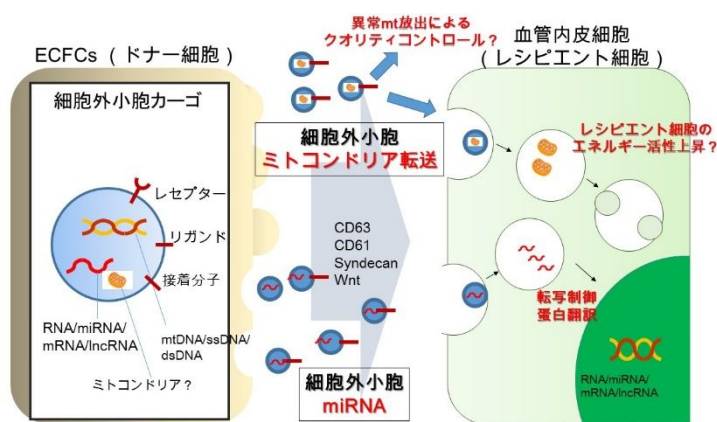 ECFCs（ドナー細胞）
細胞外小胞カーゴ
レセプター
リガンド
接着分子
RNA/miRNA/
mRNA/lncRNA
mtDNA/ssDNA/
dsDNA
ミトコンドリア？
異常mt放出による
クオリティコントロール？
細胞外小胞
ミトコンドリア転送
CD63
CD61
Syndecan
Wnt
細胞外小胞
miRNA
血管内皮細胞
（レシピエント細胞）
レシピエント細胞の
エネルギー活性上昇？
転写制御
蛋白翻訳
RNA/miRNA/
mRNA/lncRNA